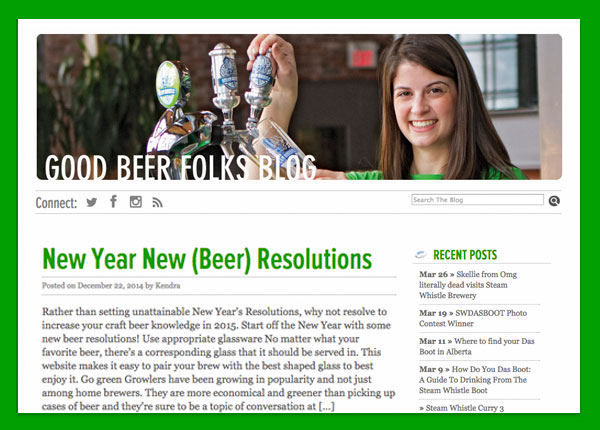 GOOD BEER FOLKS BLOG
Connect:
Search The Blog
New Year New (Beer) Resolutions
Posted on December 22, 2014 by Kendra
Rather than setting unattainable New Year's Resolutions, why not resolve to
increase your craft beer knowledge in 2015. Start off the New Year with some
new beer resolutions! Use appropriate glassware No matter what your
favorite beer, there's a corresponding glass that it should be served in. This
website makes it easy to pair your brew with the best shaped glass to best
enjoy it. Go green Growlers have been growing in popularity and not just
among home brewers. They are more economical and greener than picking up
cases of beer and they're sure to be a topic of conversation at [...]
RECENT POSTS
Mar 26 » Skellie from Omg
literally dead visits Steam
Whistle Brewery
Mar 19 » SWDASBOOT Photo
Contest Winner
Mar 11 » Where to find your Das
Boot in Alberta
Mar 9 » How Do You Das Boot:
A Guide To Drinking From The
Steam Whistle Boot
» Steam Whistle Curry 3